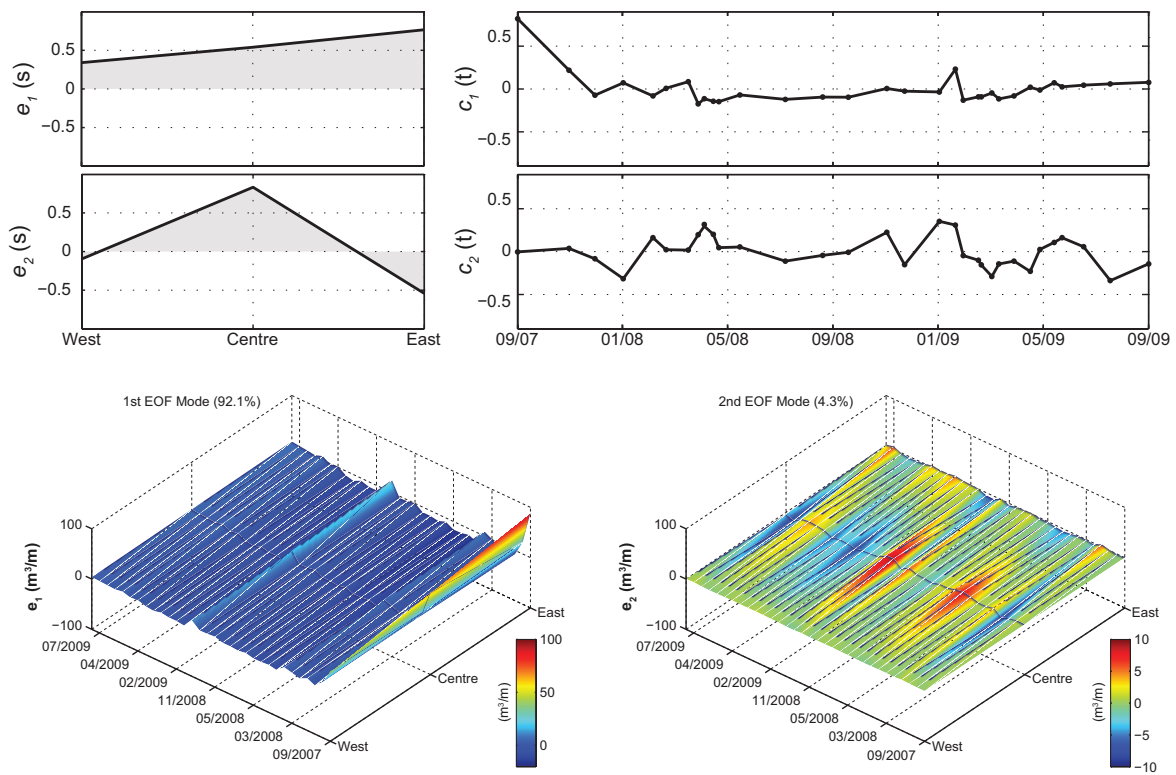 e1 (s)
0.5
0
−0.5
c1 (t)
0.5
0
−0.5
e2 (s)
0.5
0
−0.5
West
Centre
East
c2 (t)
0.5
0
−0.5
09/07
01/08
05/08
09/08
01/09
05/09
09/09
1st EOF Mode (92.1%)
e1 (m³/m)
100
0
−100
07/2009
04/2009
02/2009
11/2008
05/2008
03/2008
09/2007
West
Centre
East
100
50
0
(m³/m)
2nd EOF Mode (4.3%)
e2 (m³/m)
100
0
−100
07/2009
04/2009
02/2009
11/2008
05/2008
03/2008
09/2007
West
Centre
East
10
5
0
−5
−10
(m³/m)